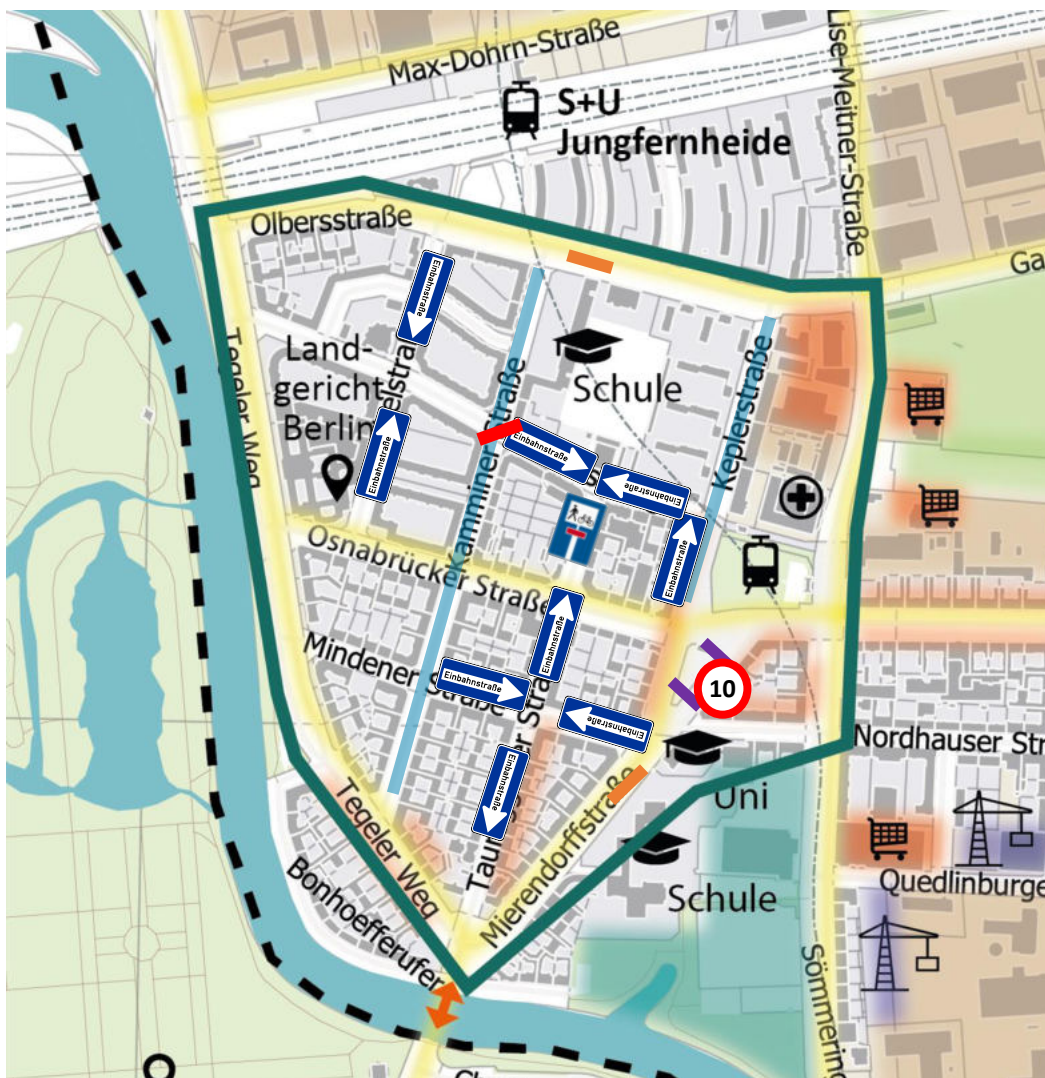 Max-Dohrn-Straße
S+U
Jungfernheide
Lise-Meitner-Straße
Olbersstraße
Ga
Einbahnstraße
Tegeler Weg
Land-
gericht
Berlin
elstra
Kamminer
straße
Schule
Keplerstraße
Einbahnstraße
Einbahnstraße
S
Einbahnstraße
Einbahnstraße
Osnabrücker Straße
Einbahnstraße
Mindener Straße
Einbahnstraße
10
Einbahnstraße
Nordhauser Str
Einbahnstraße
Uni
Tegeler Weg
Mierendorffstraße
Schule
Quedlinburge
Bonhoefferufer
Sömmering